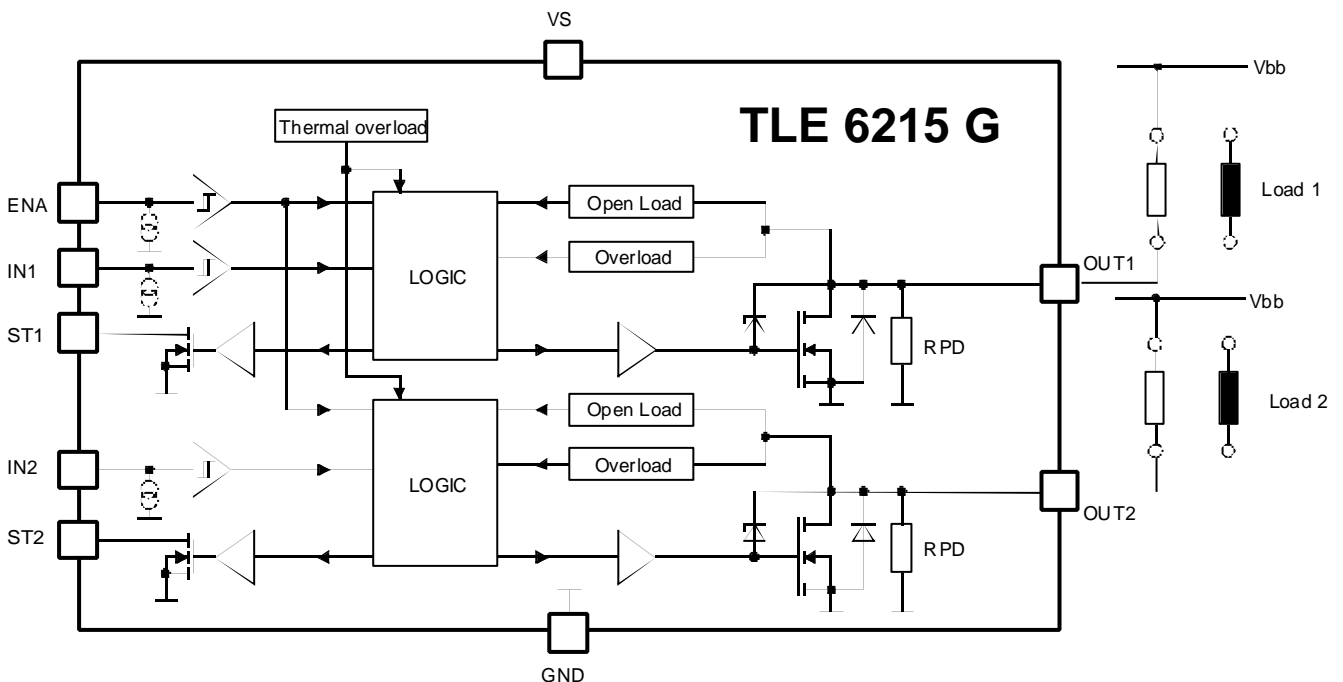 VS
Vbb
Thermal overload
TLE 6215 G
ENA
Open Load
Load 1
IN1
Overload
LOGIC
OUT1
Vbb
ST1
RPD
Open Load
Load 2
IN2
Overload
LOGIC
OUT2
ST2
RPD
GND